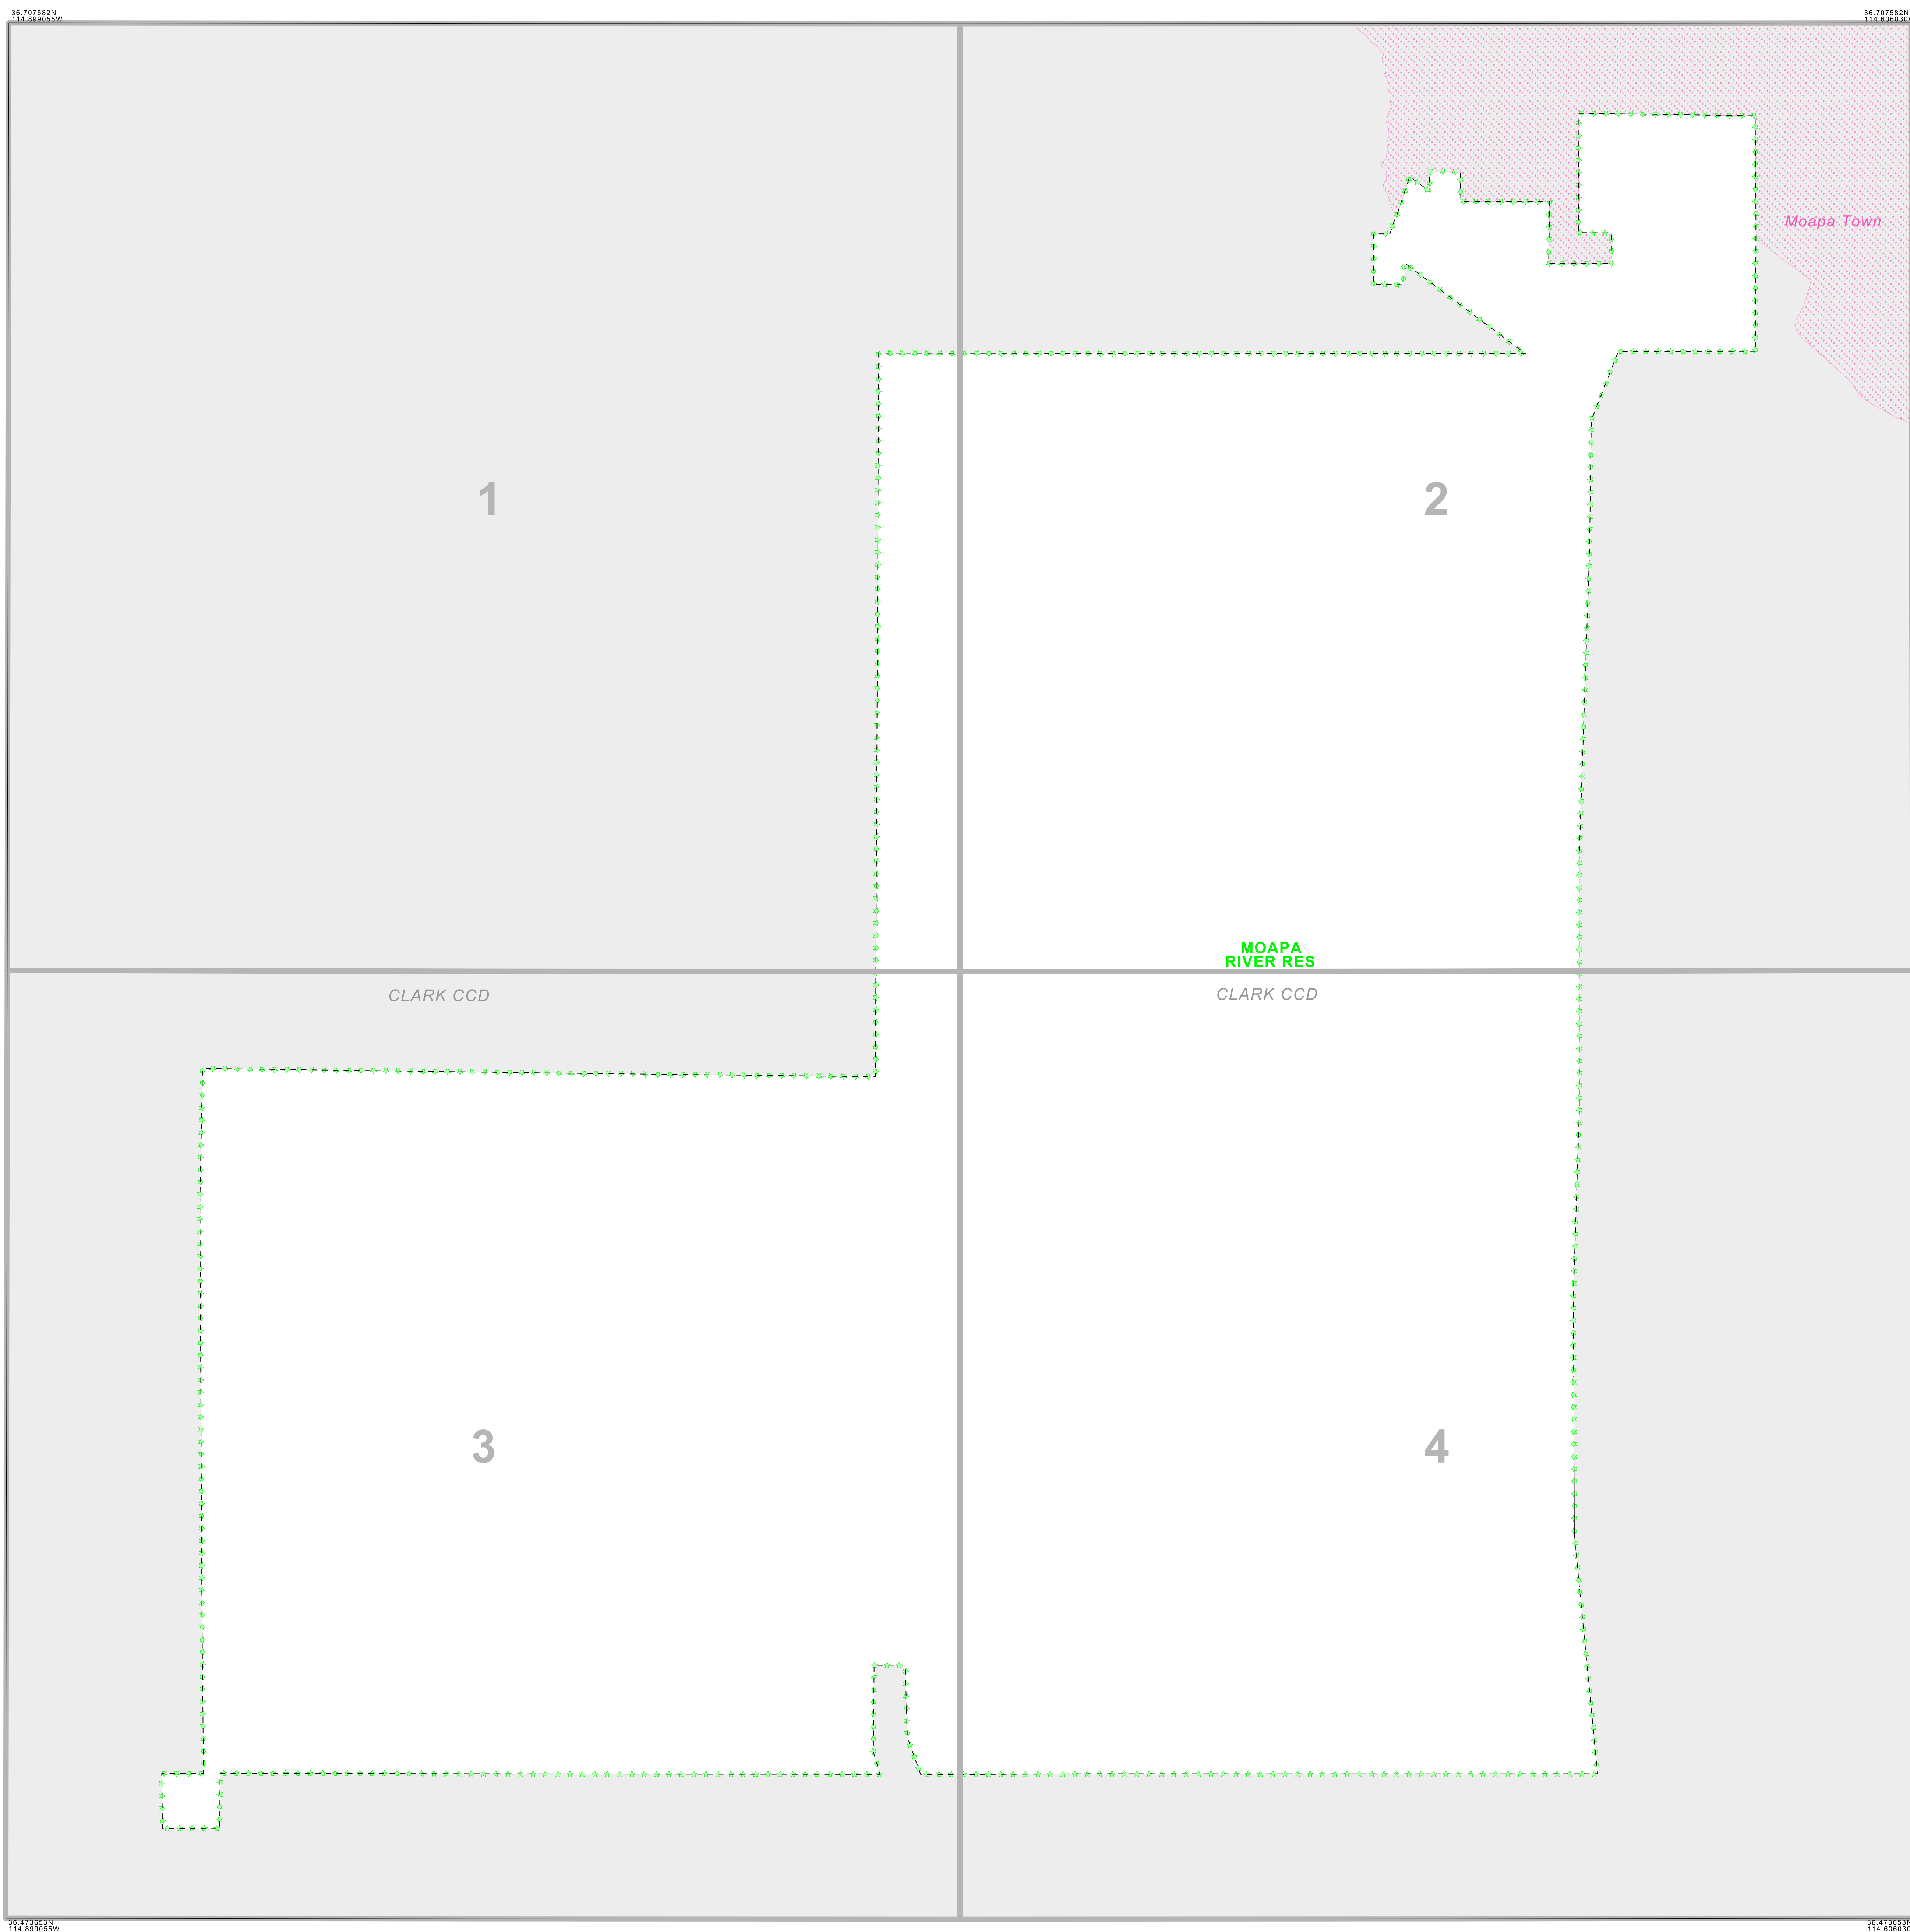 36.707582N
114.899055W
36.707582N
114.606030W
Moapa Town
1
2
MOAPA
RIVER RES
CLARK CCD
CLARK CCD
3
4
36.473653N
114.899055W
36.473653N
114.606030